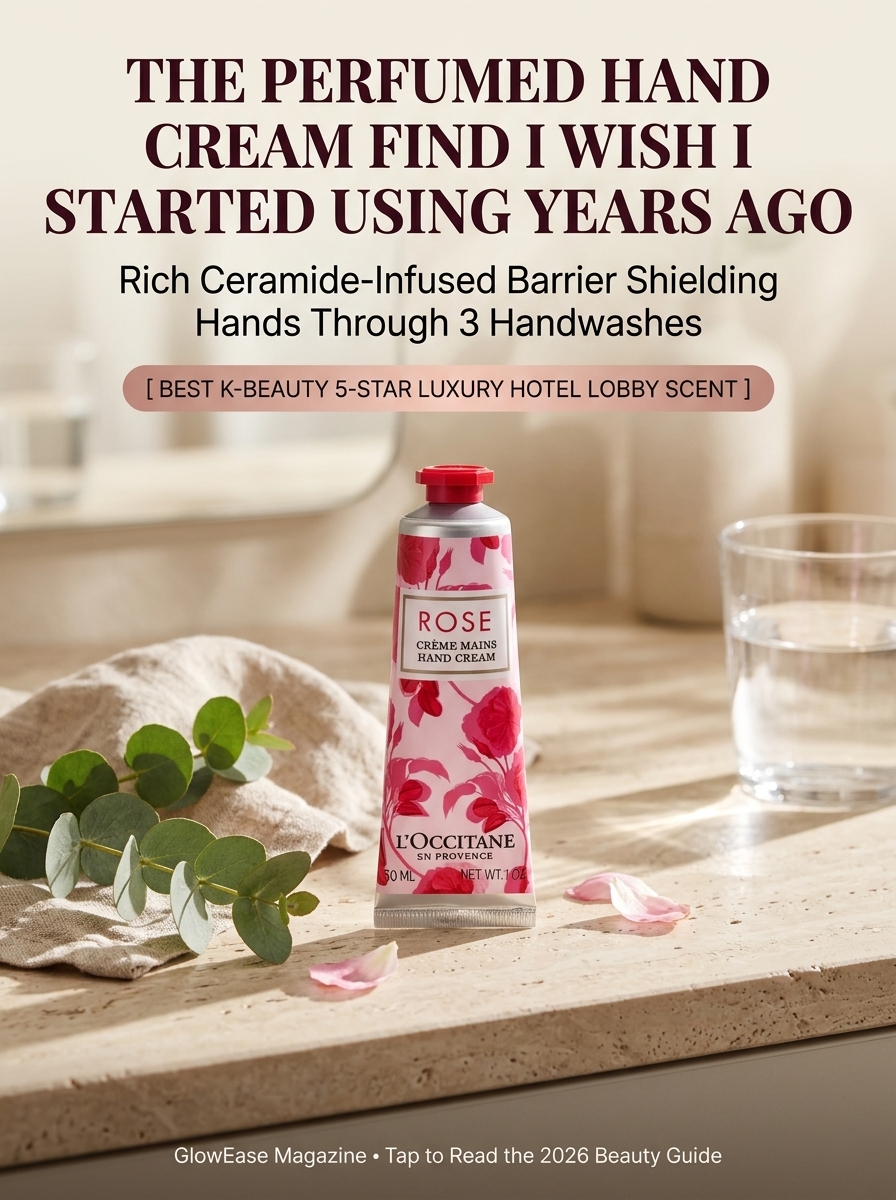 THE PERFUMED HAND
CREAM FIND I WISH I
STARTED USING YEARS AGO
Rich Ceramide-Infused Barrier Shielding
Hands Through 3 Handwashes
[ BEST K-BEAUTY 5-STAR LUXURY HOTEL LOBBY SCENT ]
ROSE
CRÈME MAINS
HAND CREAM
L'OCCITANE
SN PROVENCE
50 ML NET WT.1 OZ
GlowEase Magazine • Tap to Read the 2026 Beauty Guide